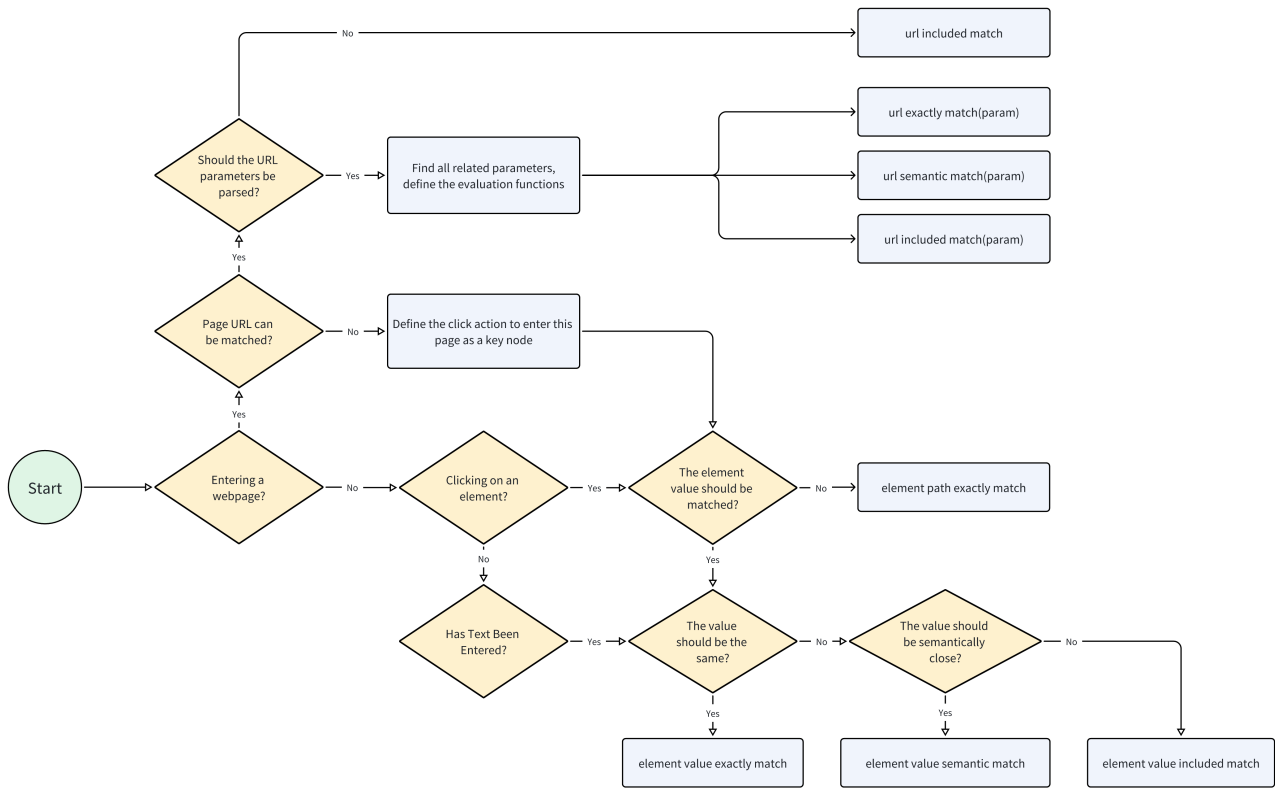 No
url included match
url exactly match(param)
Should the URL
parameters be
parsed?
Yes
Find all related parameters,
define the evaluation functions
url semantic match(param)
url included match(param)
Yes
Page URL can
be matched?
No
Define the click action to enter this
page as a key node
Yes
Start
Entering a
webpage?
No
Clicking on an
element?
Yes
The element
value should be
matched?
No
element path exactly match
No
Yes
Has Text Been
Entered?
Yes
The value
should be the
same?
No
The value should
be semantically
close?
No
Yes
Yes
element value exactly match
element value semantic match
element value included match